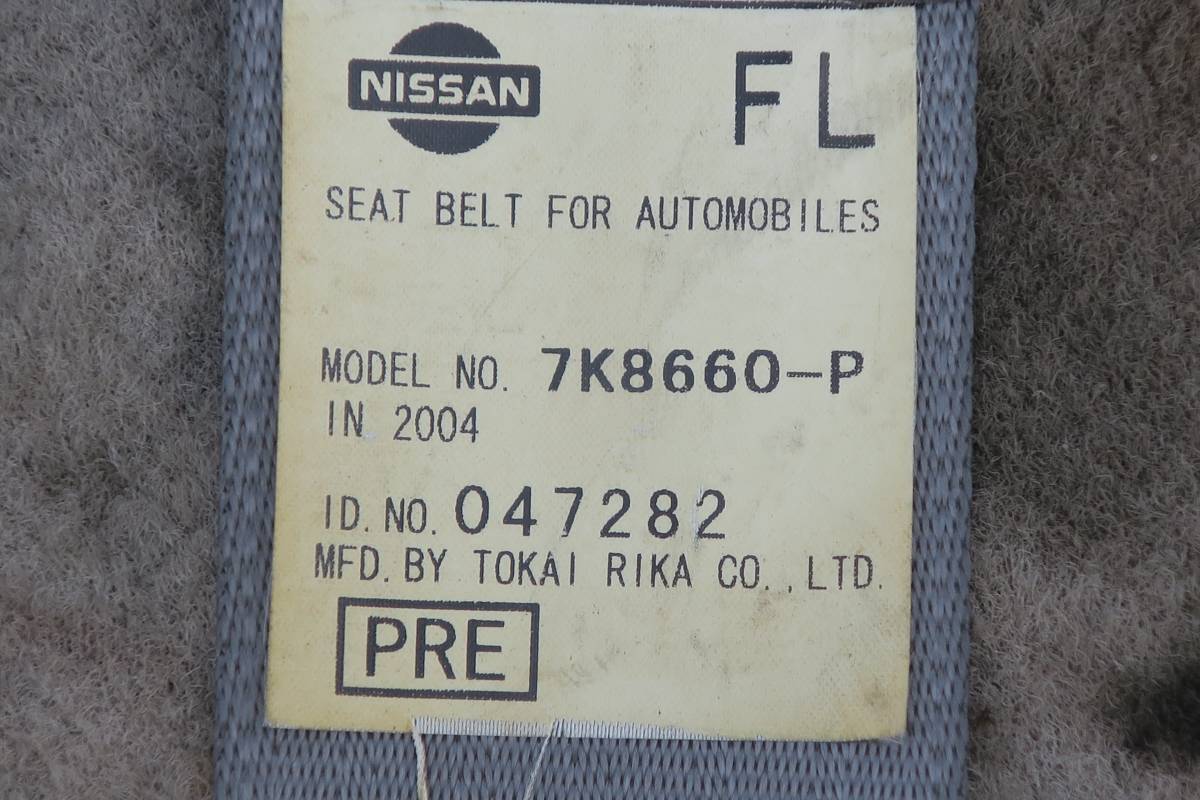 NISSAN FL
SEAT BELT FOR AUTOMOBILES
MODEL NO. 7K8660-P
IN 2004
ID. NO. 047282
MFD. BY TOKAI RIKA CO., LTD.
PRE